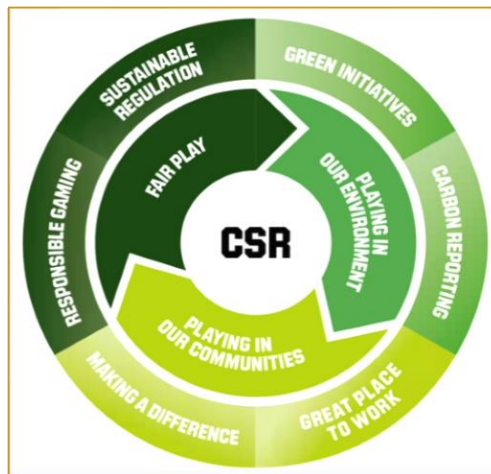 SUSTAINABLE
REGULATION
GREEN INITIATIVES
CARBON REPORTING
GREAT PLACE
TO WORK
MAKING A DIFFERENCE
RESPONSIBLE GAMING
FAIR PLAY
PLAYING IN
OUR ENVIRONMENT
PLAYING IN
OUR COMMUNITIES
CSR